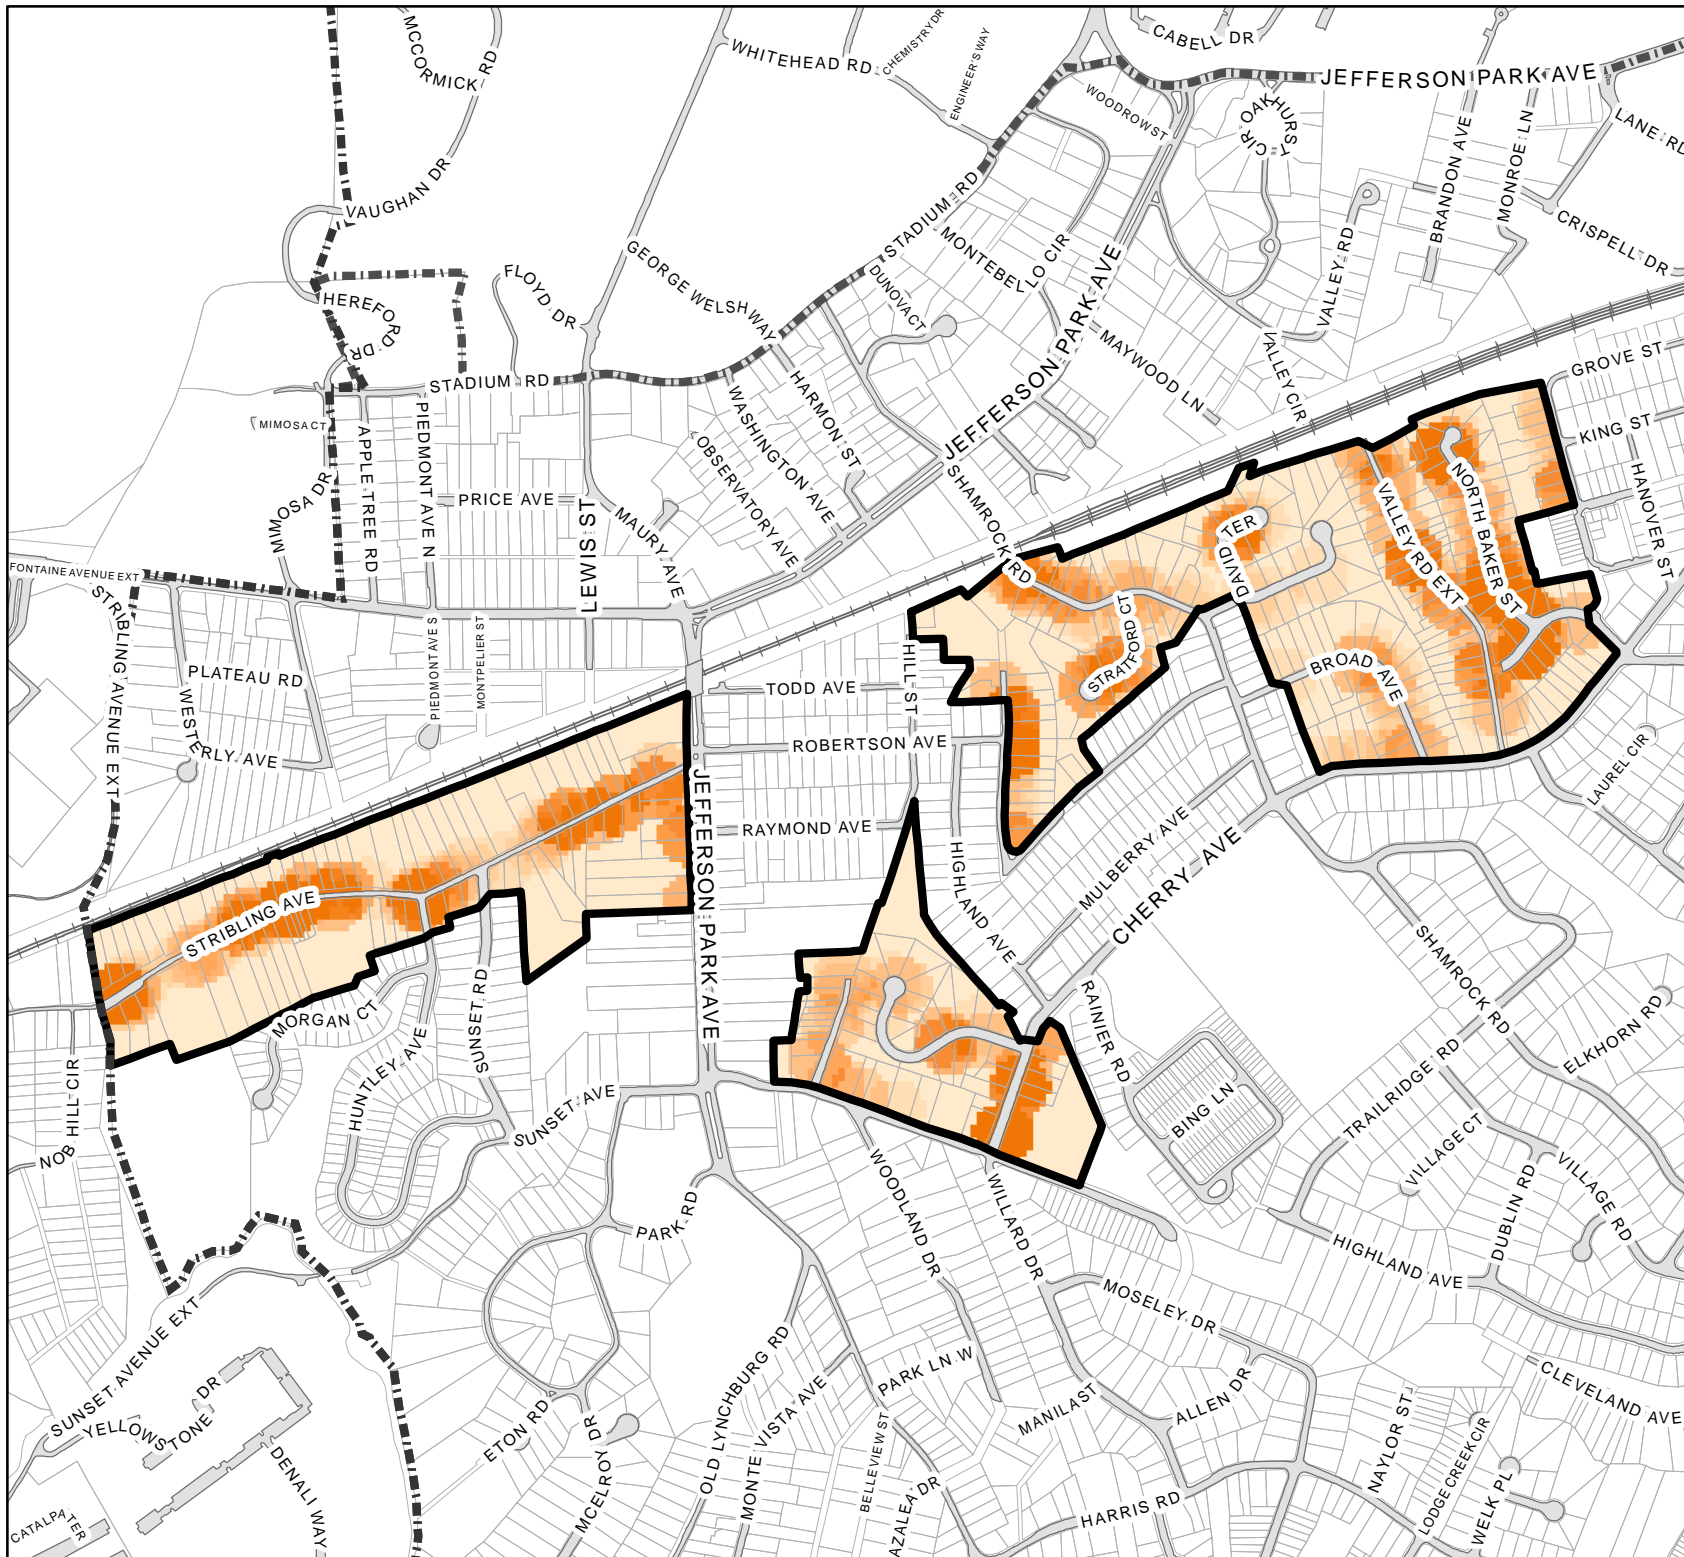 MCCORMICK RD
WHITEHEAD RD
CHEMISTRY DR
ENGINEER'S WAY
CABELL DR
JEFFERSON PARK AVE
WOODROW ST
OAKHURST CIR
LANE RD
BRANDON AVE
MONROE LN
CRISPELL DR
VAUGHAN DR
STADIUM RD
MONTEBELLO CIR
VALLEY RD
GEORGE WELSH WAY
FLOYD DR
DUNOVA CT
HEREFORD DR
JEFFERSON PARK AVE
MAYWOOD LN
VALLEY CIR
GROVE ST
KING ST
HANOVER ST
STADIUM RD
MIMOSA CT
APPLE TREE RD
PIEDMONT AVE N
WASHINGTON AVE
HARMON ST
OBSERVATORY AVE
SHAMROCK RD
MIMOSA DR
PRICE AVE
LEWIS ST
MAURY AVE
DAVID TER
VALLEY RD EXT
NORTH BAKER ST
FONTAINE AVENUE EXT
STRIBLING AVENUE EXT
PLATEAU RD
WESTERLY AVE
PIEDMONT AVE S
MONTPELIER ST
STRATFORD CT
BROAD AVE
TODD AVE
HILL ST
ROBERTSON AVE
JEFFERSON PARK AVE
RAYMOND AVE
HIGHLAND AVE
MULBERRY AVE
CHERRY AVE
LAUREL CIR
STRIBLING AVE
MORGAN CT
SUNSET RD
HUNTLEY AVE
NOB HILL CIR
SUNSET AVE
RAINIER RD
BING LN
SHAMROCK RD
ELKHORN RD
TRAILRIDGE RD
VILLAGE CT
VILLAGE RD
DUBLIN RD
HIGHLAND AVE
WOODLAND DR
WILLARD DR
PARK RD
MOSELEY DR
SUNSET AVENUE EXT
YELLOWSTONE DR
DENALI WAY
CATALPA TER
ETON RD
MCELROY DR
OLD LYNCHBURG RD
MONTE VISTA AVE
PARK LN W
BELLEVIEW ST
AZALEA DR
MANILA ST
ALLEN DR
HARRIS RD
NAYLOR ST
LODGE CREEK CIR
WELK PL
CLEVELAND AVE